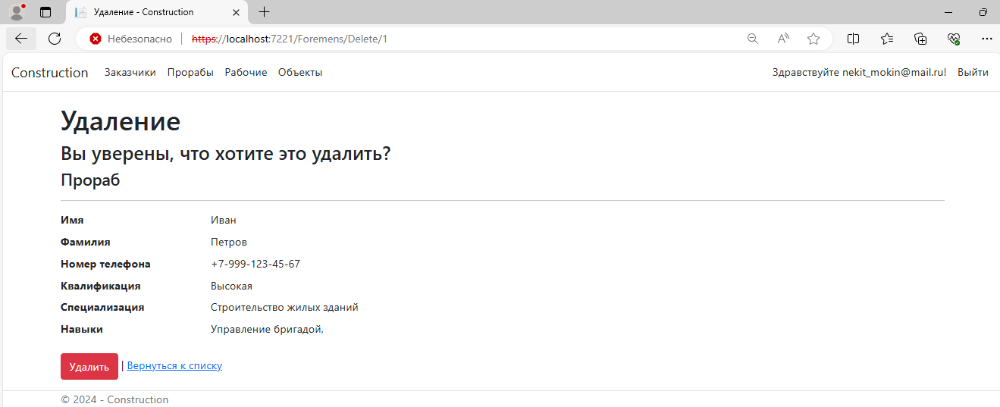 Удаление - Construction
Небезопасно https://localhost:7221/Foremens/Delete/1
Construction Заказчики Прорабы Рабочие Объекты Здравствуйте nekit_mokin@mail.ru! Выйти
Удаление
Вы уверены, что хотите это удалить?
Прораб
Имя Иван
Фамилия Петров
Номер телефона +7-999-123-45-67
Квалификация Высокая
Специализация Строительство жилых зданий
Навыки Управление бригадой,
Удалить | Вернуться к списку
© 2024 - Construction